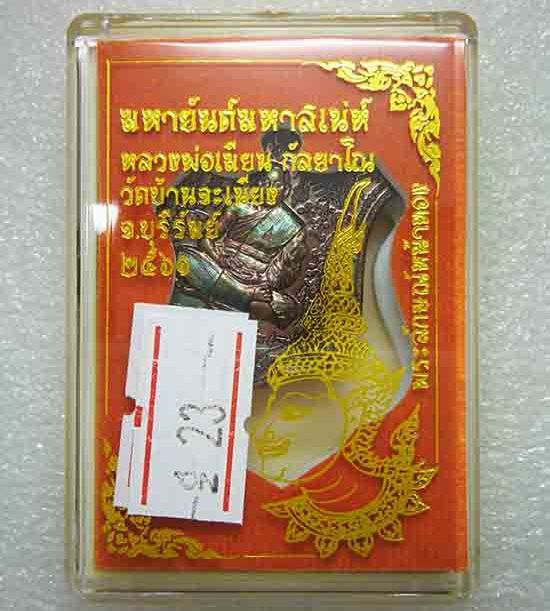 มหายันต์มหาสเน่ห์
หลวงพ่อเมียน กัลยาโณ
วัดบ้านจะเนียง
จ.บุรีรัมย์
๒๕๖๑
23